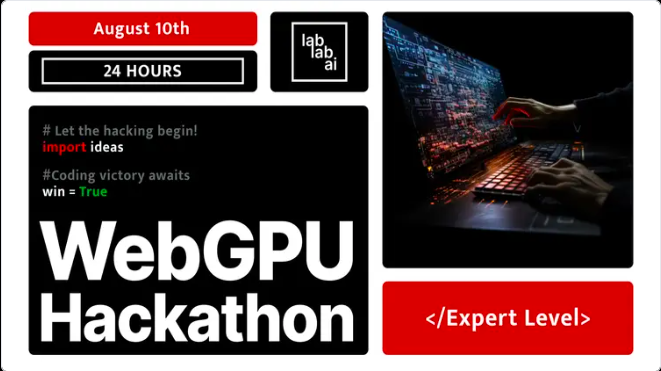 August 10th
24 HOURS
lab
lab
ai
# Let the hacking begin!
import ideas
#Coding victory awaits
win = True
WebGPU
Hackathon
</Expert Level>